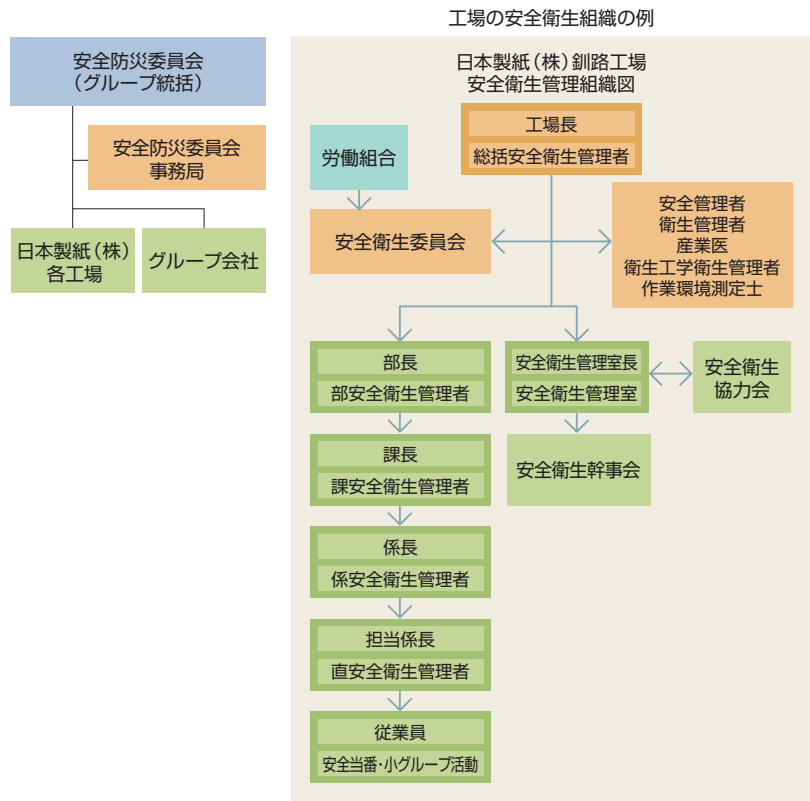 工場の安全衛生組織の例
安全防災委員会
（グループ統括）
安全防災委員会
事務局
日本製紙（株）
各工場
グループ会社
日本製紙（株）釧路工場
安全衛生管理組織図
工場長
総括安全衛生管理者
労働組合
安全衛生委員会
安全管理者
衛生管理者
産業医
衛生工学衛生管理者
作業環境測定士
部長
部安全衛生管理者
安全衛生管理室長
安全衛生管理室
安全衛生
協力会
課長
課安全衛生管理者
安全衛生幹事会
係長
係安全衛生管理者
担当係長
直安全衛生管理者
従業員
安全当番・小グループ活動